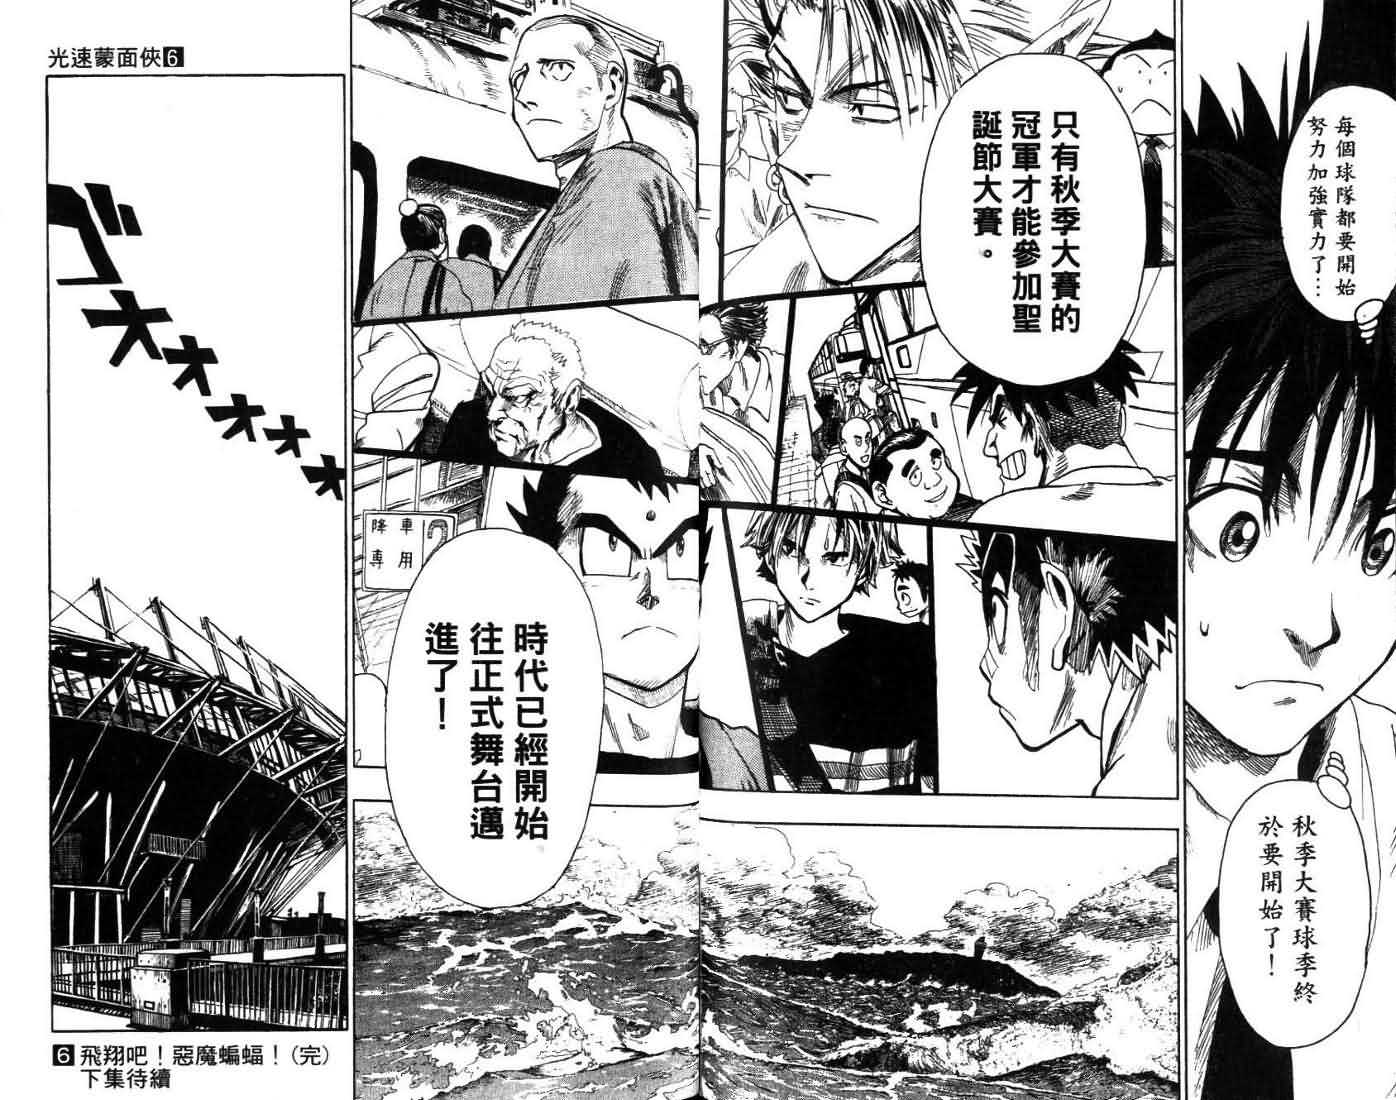 每個球隊都要開始
努力加強實力了…
秋季大賽球季終
於要開始了！
只有秋季大賽的
冠軍才能參加聖
誕節大賽。
降車
專用
時代已經開始
往正式舞台邁
進了！
光速蒙面俠6
ゴオオオオオオ
6 飛翔吧！惡魔蝙蝠！（完）
下集待續